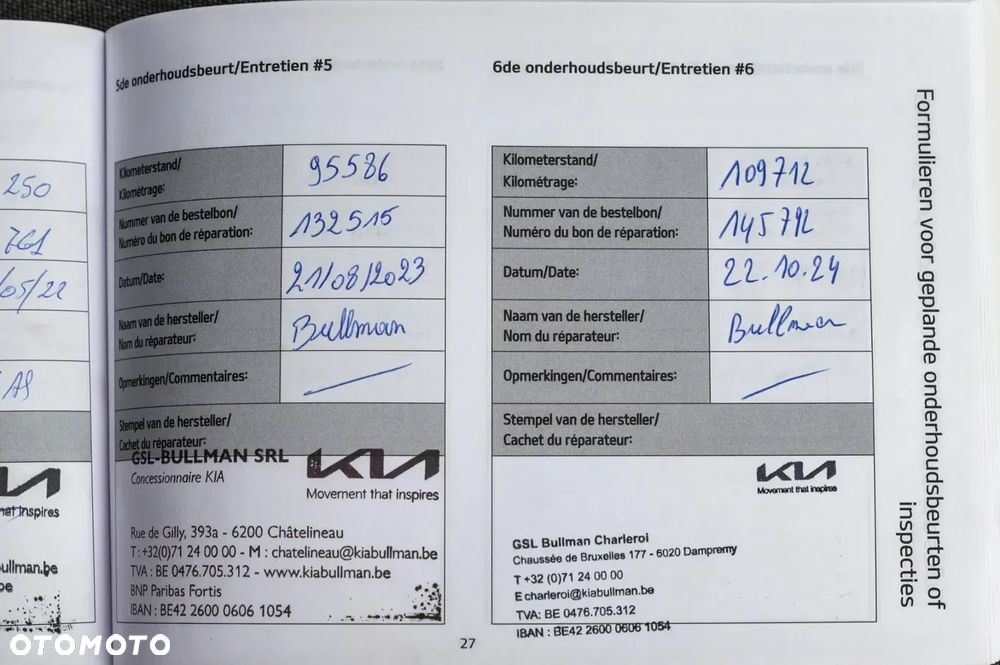 250
761
/05/22
AS
hat inspires
ullman.be
be
5de onderhoudsbeurt/Entretien #5
Kilometerstand/
Kilométrage:
95586
Nummer van de bestelbon/
Numéro du bon de réparation:
132515
Datum/Date:
21/08/2023
Naam van de hersteller/
Nom du réparateur:
Bullman
Opmerkingen/Commentaires:
Stempel van de hersteller/
Cachet du réparateur:
GSL-BULLMAN SRL
Concessionnaire KIA
KIA
Movement that inspires
Rue de Gilly, 393a - 6200 Châtelineau
T:+32(0)71 24 00 00 - M : chatelineau@kiabullman.be
TVA : BE 0476.705.312 - www.kiabullman.be
BNP Paribas Fortis
IBAN : BE42 2600 0606 1054
6de onderhoudsbeurt/Entretien #6
Kilometerstand/
Kilométrage:
109712
Nummer van de bestelbon/
Numéro du bon de réparation:
145792
Datum/Date:
22.10.24
Naam van de hersteller/
Nom du réparateur:
Bullman
Opmerkingen/Commentaires:
Stempel van de hersteller/
Cachet du réparateur:
KIA
Movement that inspires
GSL Bullman Charleroi
Chaussée de Bruxelles 177 - 6020 Dampremy
T +32 (0)71 24 00 00
E charleroi@kiabullman.be
TVA: BE 0476.705.312
IBAN : BE42 2600 0606 1054
Formulieren voor geplande onderhoudsbeurten of
inspecties
27
OTOMOTO